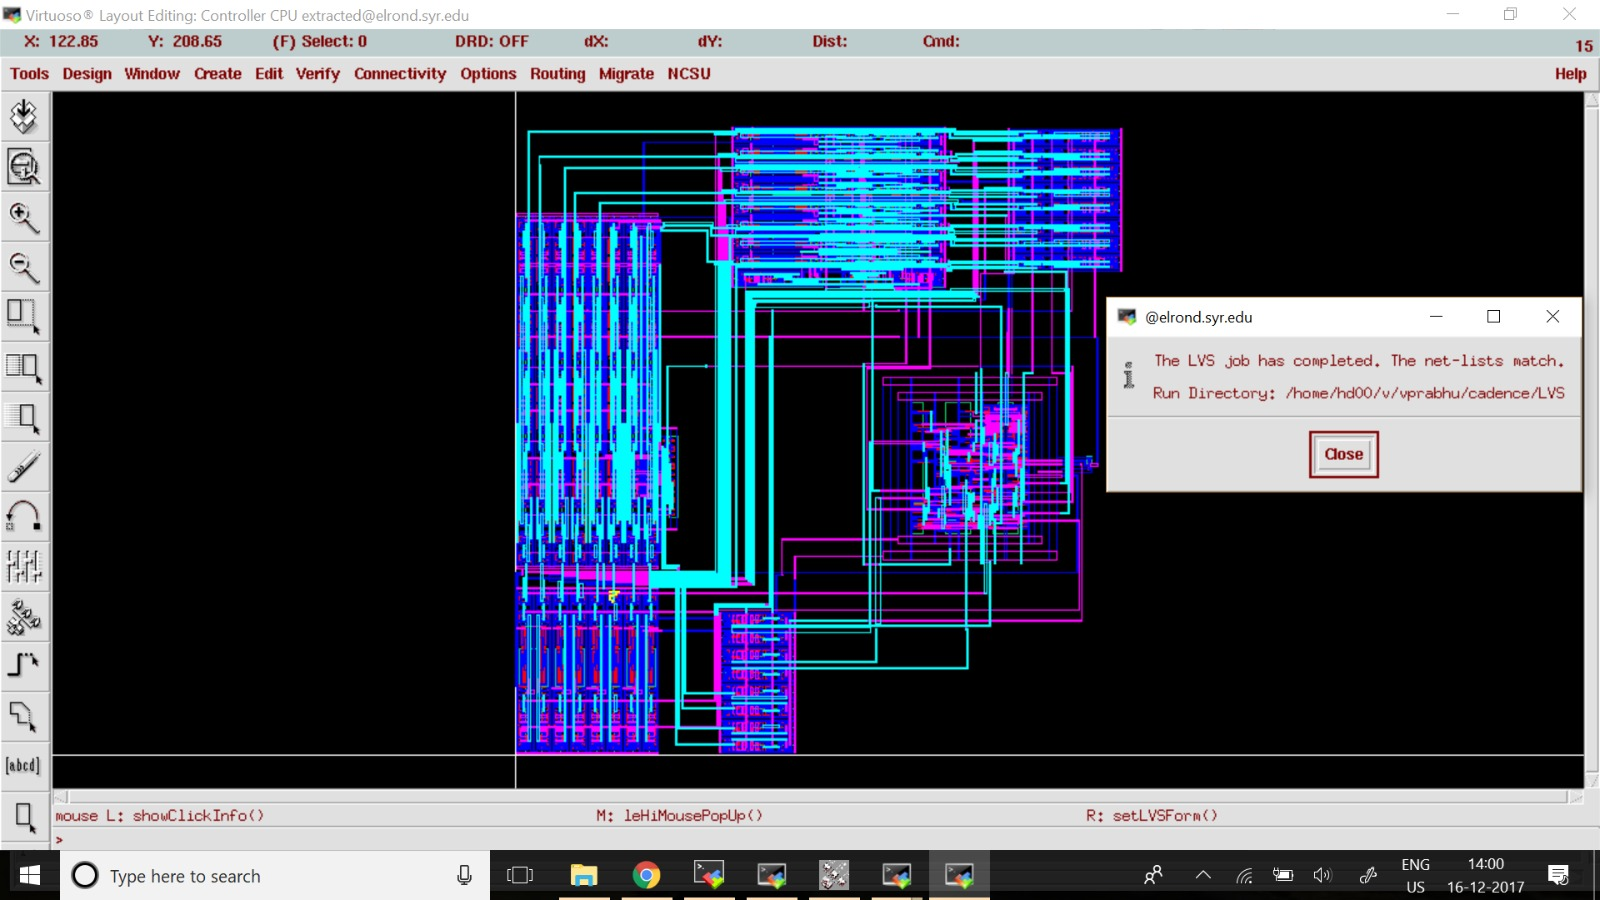 Virtuoso® Layout Editing: Controller CPU extracted@elrond.syr.edu
X: 122.85 Y: 208.65 (F) Select: 0 DRD: OFF dX: dY: Dist: Cmd:
15
Tools Design Window Create Edit Verify Connectivity Options Routing Migrate NCSU Help
@elrond.syr.edu
The LVS job has completed. The net-lists match.
Run Directory: /home/hd00/v/vprabhu/cadence/LVS
Close
[abcd]
mouse L: showClickInfo() M: leHiMousePopUp() R: setLVSForm()
>
Type here to search
ENG
US
14:00
16-12-2017